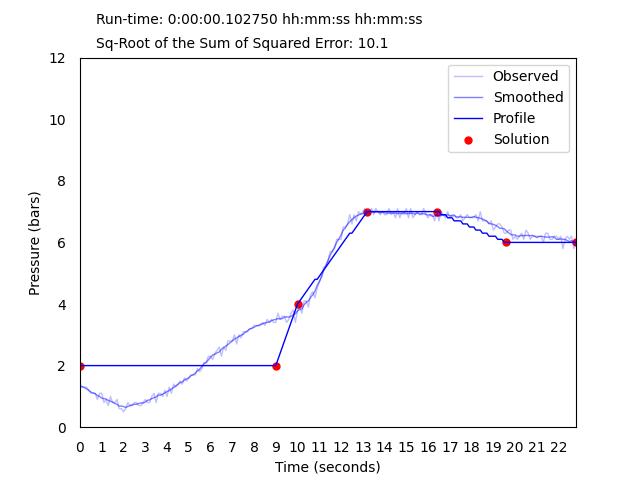 Run-time: 0:00:00.102750 hh:mm:ss hh:mm:ss
Sq-Root of the Sum of Squared Error: 10.1
12
10
8
6
4
2
0
Pressure (bars)
Observed
Smoothed
Profile
Solution
0 1 2 3 4 5 6 7 8 9 10 11 12 13 14 15 16 17 18 19 20 21 22
Time (seconds)